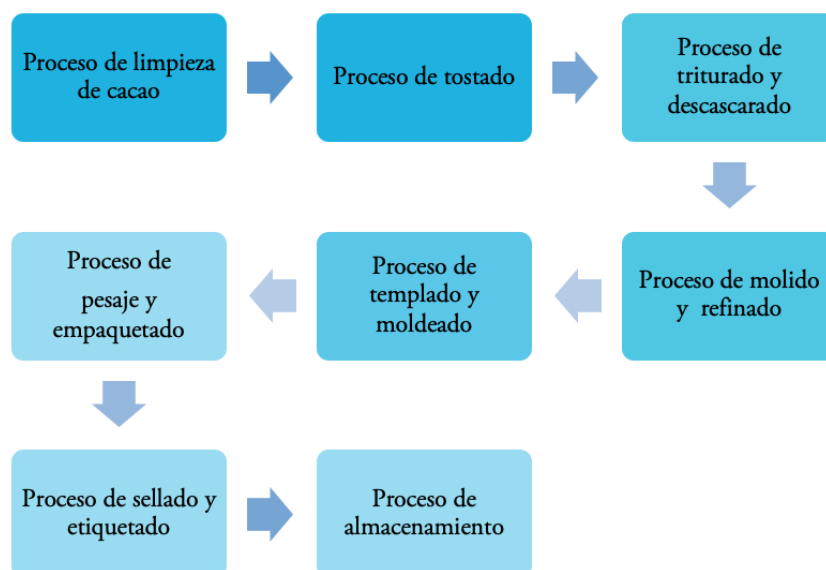 Proceso de limpieza
de cacao
Proceso de tostado
Proceso de
triturado y
descascarado
Proceso de molido
y refinado
Proceso de
templado y
moldeado
Proceso de
pesaje y
empaquetado
Proceso de sellado y
etiquetado
Proceso de
almacenamiento